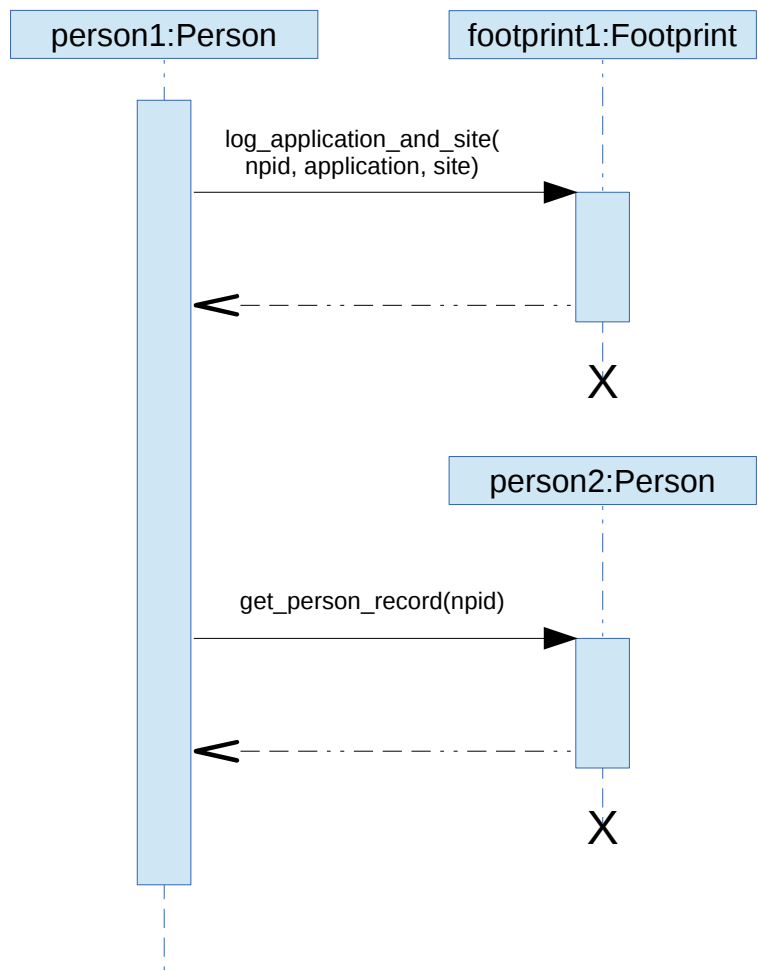 person1:Person
footprint1:Footprint
log_application_and_site(
npid, application, site)
X
person2:Person
get_person_record(npid)
X